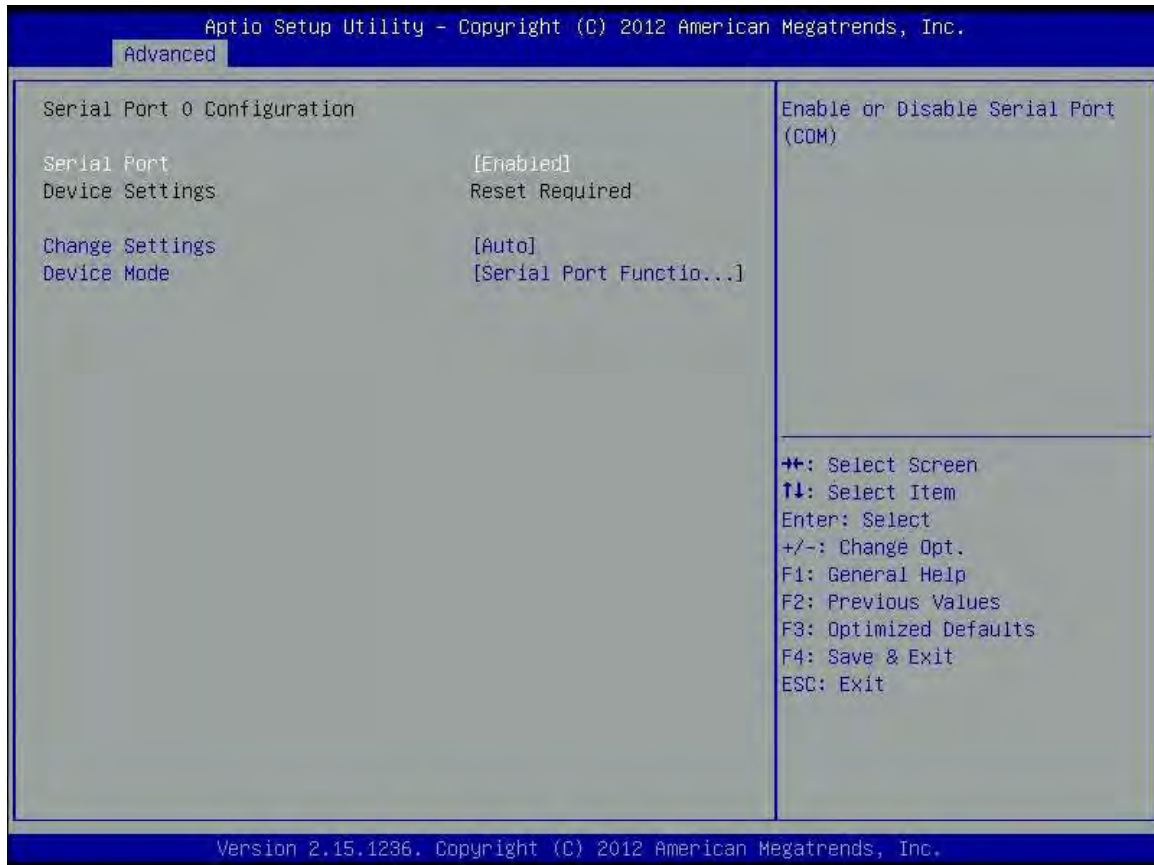 Aptio Setup Utility – Copyright (C) 2012 American Megatrends, Inc.
Advanced
Serial Port 0 Configuration
Serial Port [Enabled]
Device Settings Reset Required
Change Settings [Auto]
Device Mode [Serial Port Functio...]
Enable or Disable Serial Port
(COM)
→←: Select Screen
↑↓: Select Item
Enter: Select
+/-: Change Opt.
F1: General Help
F2: Previous Values
F3: Optimized Defaults
F4: Save & Exit
ESC: Exit
Version 2.15.1236. Copyright (C) 2012 American Megatrends, Inc.